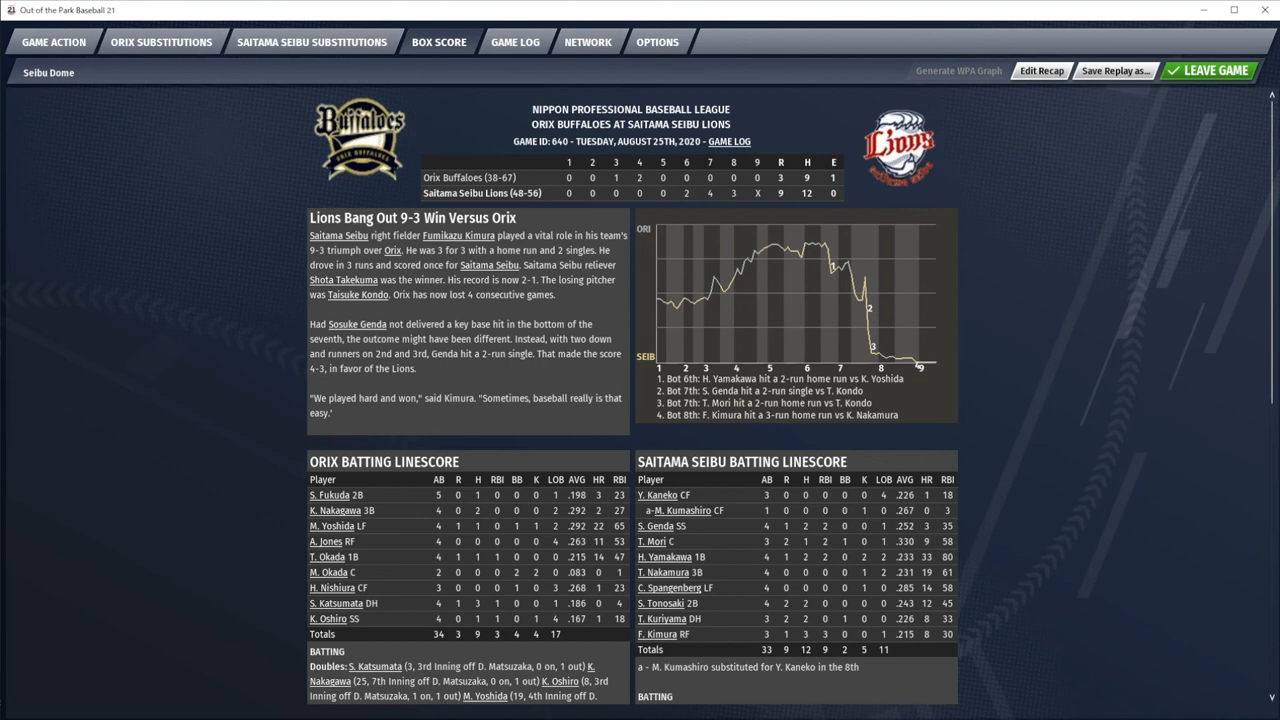 Out of the Park Baseball 21
GAME ACTION ORIX SUBSTITUTIONS SAITAMA SEIBU SUBSTITUTIONS BOX SCORE GAME LOG NETWORK OPTIONS
Seibu Dome Generate WPA Graph Edit Recap Save Replay as... LEAVE GAME
Buffaloes
ORIX BUFFALOES
Lions
NIPPON PROFESSIONAL BASEBALL LEAGUE
ORIX BUFFALOES AT SAITAMA SEIBU LIONS
GAME ID: 640 - TUESDAY, AUGUST 25TH, 2020 - GAME LOG
1 2 3 4 5 6 7 8 9 R H E
Orix Buffaloes (38-67) 0 0 1 2 0 0 0 0 0 3 9 1
Saitama Seibu Lions (48-56) 0 0 0 0 0 2 4 3 X 9 12 0
Lions Bang Out 9-3 Win Versus Orix
Saitama Seibu right fielder Fumikazu Kimura played a vital role in his team's
9-3 triumph over Orix. He was 3 for 3 with a home run and 2 singles. He
drove in 3 runs and scored once for Saitama Seibu. Saitama Seibu reliever
Shota Takekuma was the winner. His record is now 2-1. The losing pitcher
was Taisuke Kondo. Orix has now lost 4 consecutive games.
Had Sosuke Genda not delivered a key base hit in the bottom of the
seventh, the outcome might have been different. Instead, with two down
and runners on 2nd and 3rd, Genda hit a 2-run single. That made the score
4-3, in favor of the Lions.
"We played hard and won," said Kimura. "Sometimes, baseball really is that
easy.'
ORI
1
2
3
4
SEIB
1 2 3 4 5 6 7 8 9
1. Bot 6th: H. Yamakawa hit a 2-run home run vs K. Yoshida
2. Bot 7th: S. Genda hit a 2-run single vs T. Kondo
3. Bot 7th: T. Mori hit a 2-run home run vs T. Kondo
4. Bot 8th: F. Kimura hit a 3-run home run vs K. Nakamura
ORIX BATTING LINESCORE
Player AB R H RBI BB K LOB AVG HR RBI
S. Fukuda 2B 5 0 1 0 0 0 1 .198 3 23
K. Nakagawa 3B 4 0 2 0 0 0 2 .292 2 27
M. Yoshida LF 4 1 1 0 1 1 2 .292 22 65
A. Jones RF 4 0 0 0 0 0 4 .263 11 53
T. Okada 1B 4 1 1 1 0 0 0 .215 14 47
M. Okada C 2 0 0 0 2 2 0 .083 0 1
H. Nishiura CF 3 0 0 0 1 0 3 .268 1 23
S. Katsumata DH 4 1 3 1 0 0 1 .186 0 4
K. Oshiro SS 4 0 1 1 0 1 4 .167 1 18
Totals 34 3 9 3 4 4 17
BATTING
Doubles: S. Katsumata (3, 3rd Inning off D. Matsuzaka, 0 on, 1 out) K.
Nakagawa (25, 7th Inning off D. Matsuzaka, 0 on, 1 out) K. Oshiro (8, 3rd
Inning off D. Matsuzaka, 1 on, 1 out) M. Yoshida (19, 4th Inning off D.
SAITAMA SEIBU BATTING LINESCORE
Player AB R H RBI BB K LOB AVG HR RBI
Y. Kaneko CF 3 0 0 0 0 0 4 .226 1 18
a-M. Kumashiro CF 1 0 0 0 0 1 0 .267 0 3
S. Genda SS 4 1 2 2 0 0 1 .252 3 35
T. Mori C 3 2 1 2 1 0 1 .330 9 58
H. Yamakawa 1B 4 1 2 2 0 2 2 .233 33 80
T. Nakamura 3B 4 0 0 0 0 1 2 .231 19 61
C. Spangenberg LF 4 0 0 0 0 1 0 .285 14 58
S. Tonosaki 2B 4 2 2 0 0 0 0 .243 12 45
T. Kuriyama DH 3 2 2 0 1 0 0 .226 8 33
F. Kimura RF 3 1 3 3 0 0 1 .215 8 30
Totals 33 9 12 9 2 5 11
a - M. Kumashiro substituted for Y. Kaneko in the 8th
BATTING